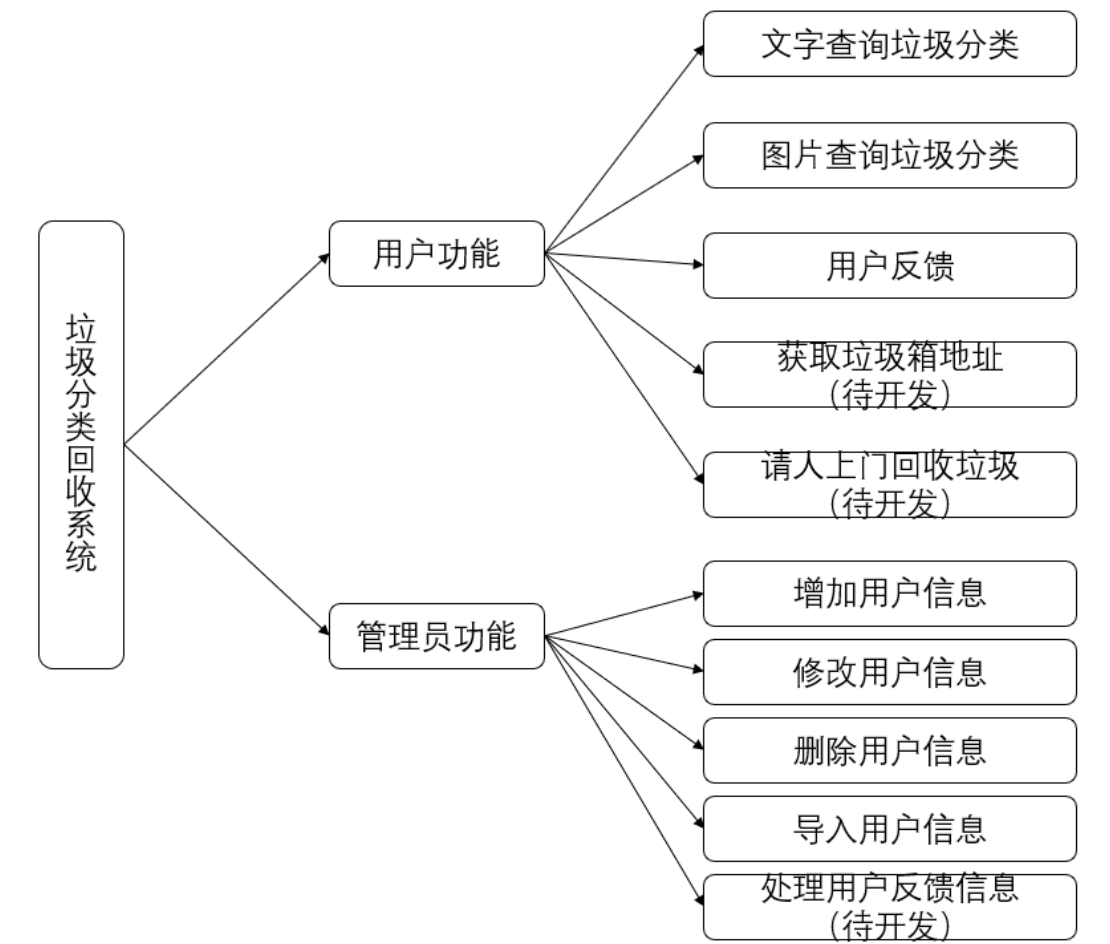 垃圾分类回收系统
用户功能
文字查询垃圾分类
图片查询垃圾分类
用户反馈
获取垃圾箱地址
（待开发）
请人上门回收垃圾
（待开发）
管理员功能
增加用户信息
修改用户信息
删除用户信息
导入用户信息
处理用户反馈信息
（待开发）